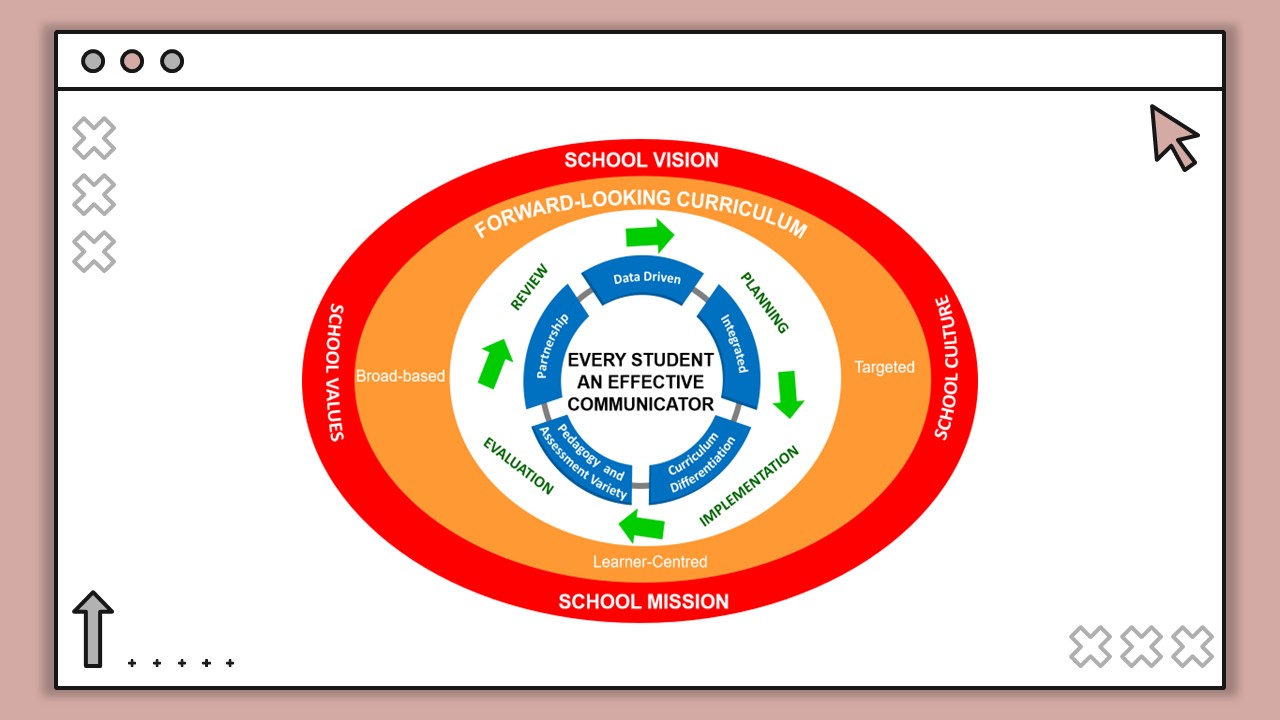 SCHOOL VISION
FORWARD-LOOKING CURRICULUM
REVIEW
Data Driven
PLANNING
SCHOOL VALUES
Partnership
Integrated
SCHOOL CULTURE
EVERY STUDENT
AN EFFECTIVE
COMMUNICATOR
Broad-based
Targeted
EVALUATION
Pedagogy and
Assessment Variety
Curriculum
Differentiation
IMPLEMENTATION
Learner-Centred
SCHOOL MISSION